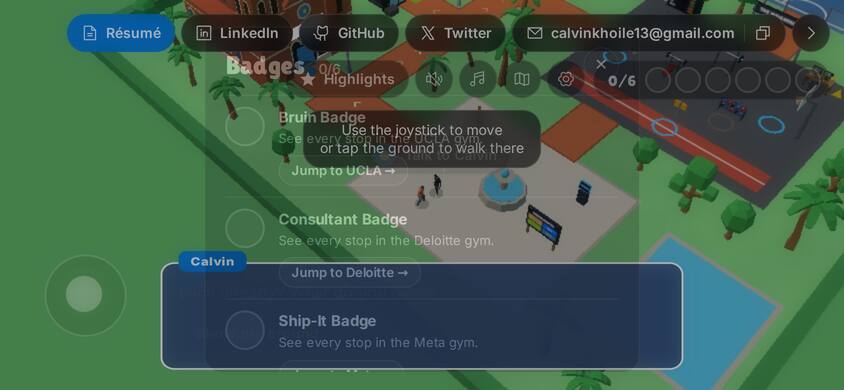 Résumé
LinkedIn
GitHub
Twitter
calvinkhoile13@gmail.com
Badges 0/6
Highlights
0/6
Bruin Badge
See every stop in the UCLA gym.
Use the joystick to move
or tap the ground to walk there
Talk to Calvin
Jump to UCLA →
Consultant Badge
See every stop in the Deloitte gym.
Calvin
Jump to Deloitte →
Ship-It Badge
See every stop in the Meta gym.